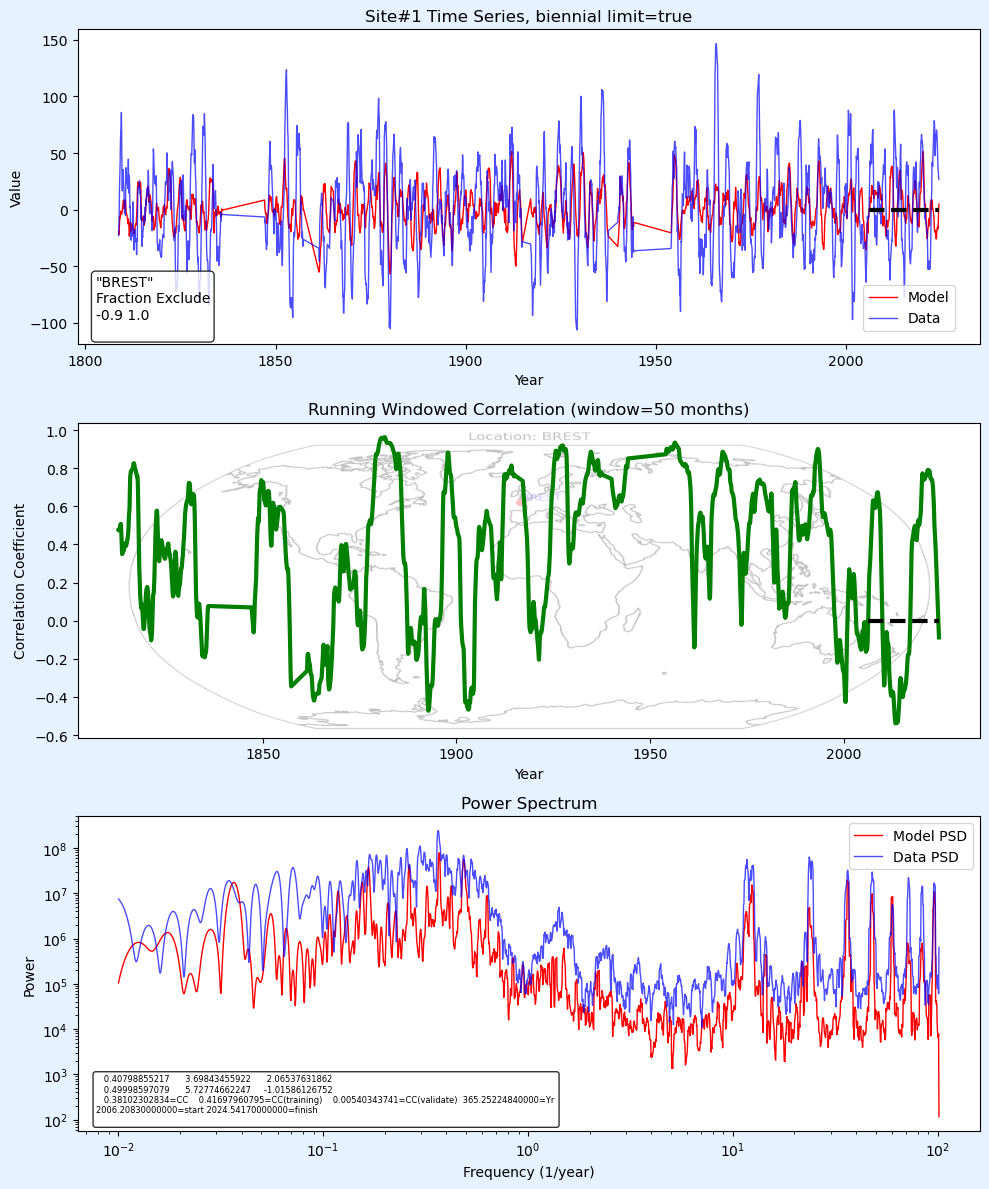 Site#1 Time Series, biennial limit=true
150
100
50
0
−50
−100
Value
"BREST"
Fraction Exclude
-0.9 1.0
Model
Data
1800
1850
1900
1950
2000
Year
Running Windowed Correlation (window=50 months)
Location: BREST
1.0
0.8
0.6
0.4
0.2
0.0
−0.2
−0.4
−0.6
Correlation Coefficient
1850
1900
1950
2000
Year
Power Spectrum
Model PSD
Data PSD
10^8
10^7
10^6
10^5
10^4
10^3
10^2
Power
0.40798855217 3.69843455922 2.06537631862
0.49998597079 5.72774662247 -1.01586126752
0.38102302834=CC 0.41697960795=CC(training) 0.00540343741=CC(validate) 365.25224840000=Yr
2006.20830000000=start 2024.54170000000=finish
10^−2
10^−1
10^0
10^1
10^2
Frequency (1/year)